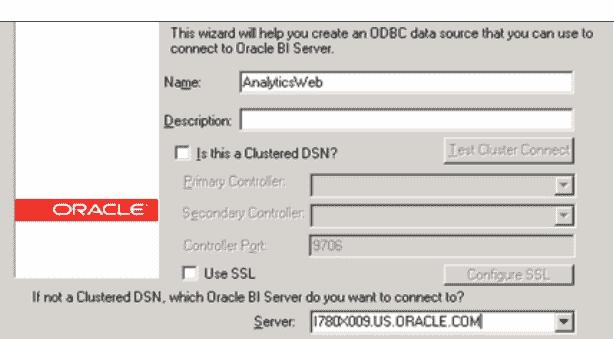 This wizard will help you create an ODBC data source that you can use to
connect to Oracle BI Server.
Name: AnalyticsWeb
Description:
Is this a Clustered DSN? Test Cluster Connect
Primary Controller:
Secondary Controller:
ORACLE
Controller Port: 9706
Use SSL Configure SSL
If not a Clustered DSN, which Oracle BI Server do you want to connect to?
Server: I780X009.US.ORACLE.COM